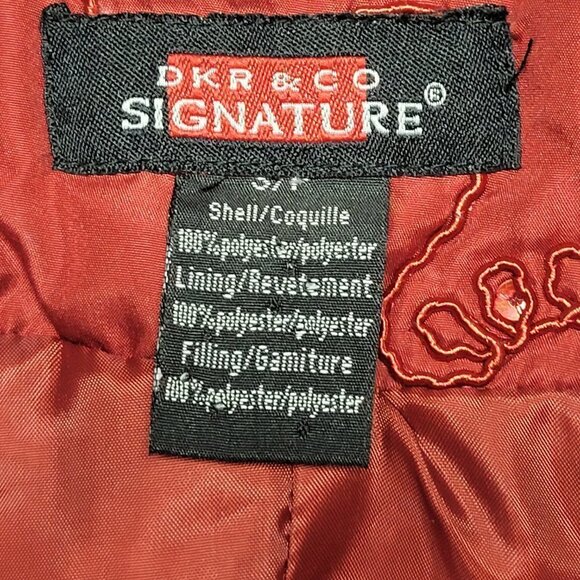 DKR & CO
SIGNATURE®
S/P
Shell/Coquille
100%polyester/polyester
Lining/Revetement
100%polyester/polyester
Filling/Garniture
100%polyester/polyester